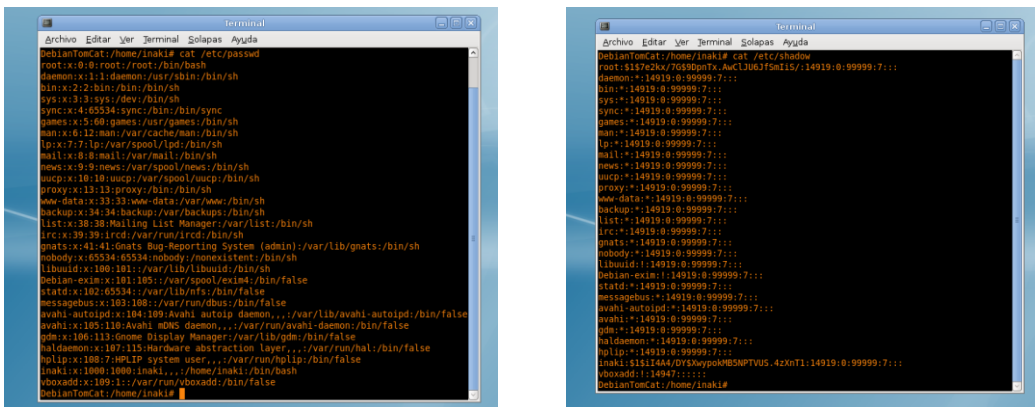 Terminal
Archivo Editar Ver Terminal Solapas Ayuda
DebianTomCat:/home/inaki# cat /etc/passwd
root:x:0:0:root:/root:/bin/bash
daemon:x:1:1:daemon:/usr/sbin:/bin/sh
bin:x:2:2:bin:/bin:/bin/sh
sys:x:3:3:sys:/dev:/bin/sh
sync:x:4:65534:sync:/bin:/bin/sync
games:x:5:60:games:/usr/games:/bin/sh
man:x:6:12:man:/var/cache/man:/bin/sh
lp:x:7:7:lp:/var/spool/lpd:/bin/sh
mail:x:8:8:mail:/var/mail:/bin/sh
news:x:9:9:news:/var/spool/news:/bin/sh
uucp:x:10:10:uucp:/var/spool/uucp:/bin/sh
proxy:x:13:13:proxy:/bin:/bin/sh
www-data:x:33:33:www-data:/var/www:/bin/sh
backup:x:34:34:backup:/var/backups:/bin/sh
list:x:38:38:Mailing List Manager:/var/list:/bin/sh
irc:x:39:39:ircd:/var/run/ircd:/bin/sh
gnats:x:41:41:Gnats Bug-Reporting System (admin):/var/lib/gnats:/bin/sh
nobody:x:65534:65534:nobody:/nonexistent:/bin/sh
libuuid:x:100:101::/var/lib/libuuid:/bin/sh
Debian-exim:x:101:105::/var/spool/exim4:/bin/false
statd:x:102:65534::/var/lib/nfs:/bin/false
messagebus:x:103:108::/var/run/dbus:/bin/false
avahi-autoipd:x:104:109:Avahi autoip daemon,,,:/var/lib/avahi-autoipd:/bin/false
avahi:x:105:110:Avahi mDNS daemon,,,:/var/run/avahi-daemon:/bin/false
gdm:x:106:113:Gnome Display Manager:/var/lib/gdm:/bin/false
haldaemon:x:107:115:Hardware abstraction layer,,,:/var/run/hal:/bin/false
hplip:x:108:7:HPLIP system user,,,:/var/run/hplip:/bin/false
inaki:x:1000:1000:inaki,,,:/home/inaki:/bin/bash
vboxadd:x:109:1::/var/run/vboxadd:/bin/false
DebianTomCat:/home/inaki#
Terminal
Archivo Editar Ver Terminal Solapas Ayuda
DebianTomCat:/home/inaki# cat /etc/shadow
root:$1$7e2kx/7G$9DpnTx.AwClJU6JfSmIiS/:14919:0:99999:7:::
daemon:*:14919:0:99999:7:::
bin:*:14919:0:99999:7:::
sys:*:14919:0:99999:7:::
sync:*:14919:0:99999:7:::
games:*:14919:0:99999:7:::
man:*:14919:0:99999:7:::
lp:*:14919:0:99999:7:::
mail:*:14919:0:99999:7:::
news:*:14919:0:99999:7:::
uucp:*:14919:0:99999:7:::
proxy:*:14919:0:99999:7:::
www-data:*:14919:0:99999:7:::
backup:*:14919:0:99999:7:::
list:*:14919:0:99999:7:::
irc:*:14919:0:99999:7:::
gnats:*:14919:0:99999:7:::
nobody:*:14919:0:99999:7:::
libuuid:!:14919:0:99999:7:::
Debian-exim:!:14919:0:99999:7:::
statd:*:14919:0:99999:7:::
messagebus:*:14919:0:99999:7:::
avahi-autoipd:*:14919:0:99999:7:::
avahi:*:14919:0:99999:7:::
gdm:*:14919:0:99999:7:::
haldaemon:*:14919:0:99999:7:::
hplip:*:14919:0:99999:7:::
inaki:$1$iI4A4/DY$XwypokMB5NPTVUS.4zXnT1:14919:0:99999:7:::
vboxadd:!:14947::::::
DebianTomCat:/home/inaki#